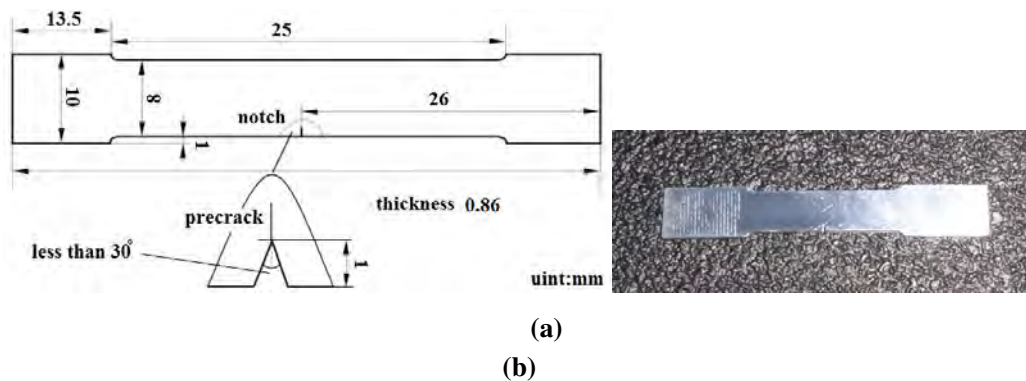 13.5
25
10
8
26
notch
1
thickness 0.86
precrack
less than 30°
1
uint:mm
(a)
(b)